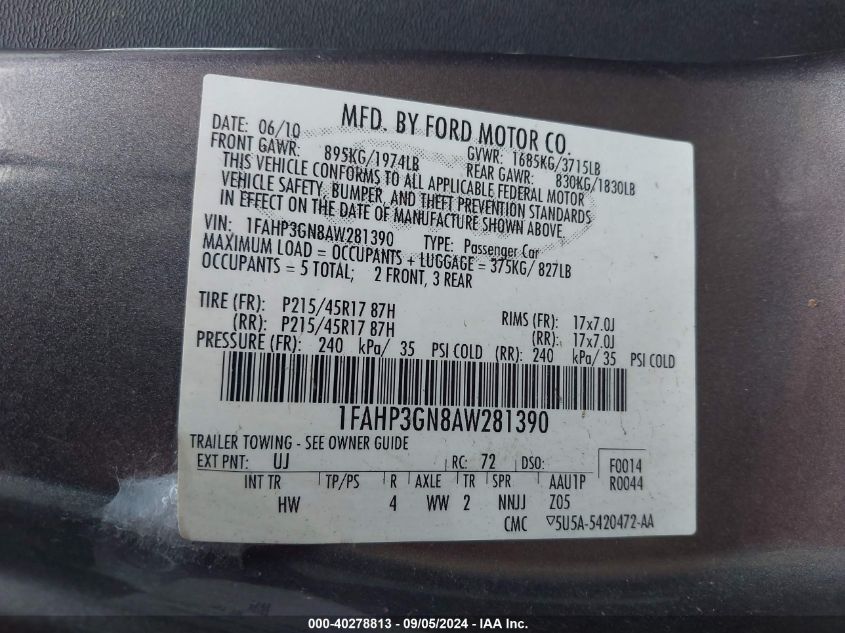 MFD. BY FORD MOTOR CO.
DATE: 06/10 GVWR: 1685KG/3715LB
FRONT GAWR: 895KG/1974LB REAR GAWR: 830KG/1830LB
THIS VEHICLE CONFORMS TO ALL APPLICABLE FEDERAL MOTOR
VEHICLE SAFETY, BUMPER, AND THEFT PREVENTION STANDARDS
IN EFFECT ON THE DATE OF MANUFACTURE SHOWN ABOVE.
VIN: 1FAHP3GN8AW281390 TYPE: Passenger Car
MAXIMUM LOAD = OCCUPANTS + LUGGAGE = 375KG/ 827LB
OCCUPANTS = 5 TOTAL; 2 FRONT, 3 REAR
TIRE (FR): P215/45R17 87H RIMS (FR): 17x7.0J
(RR): P215/45R17 87H (RR): 17x7.0J
PRESSURE (FR): 240 kPa/ 35 PSI COLD (RR): 240 kPa/ 35 PSI COLD
1FAHP3GN8AW281390
TRAILER TOWING - SEE OWNER GUIDE
EXT PNT: UJ RC: 72 DSO: F0014
R0044
INT TR TP/PS R AXLE TR SPR AAU1P
HW 4 WW 2 NNJJ Z05
CMC ▽5U5A-5420472-AA
000-40278813 - 09/05/2024 - IAA Inc.